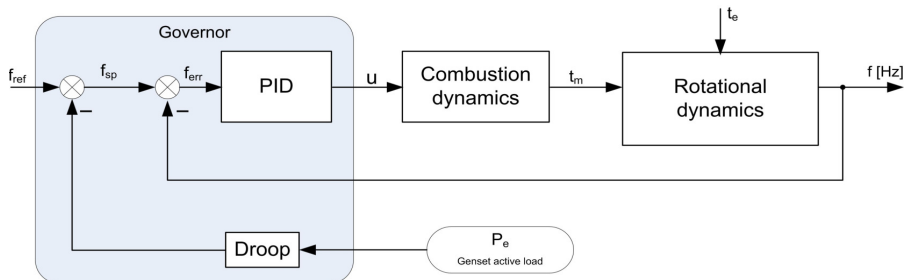 Governor
t_e
f_ref
f_sp
f_err
PID
u
Combustion
dynamics
t_m
Rotational
dynamics
f [Hz]
–
–
Droop
P_e
Genset active load